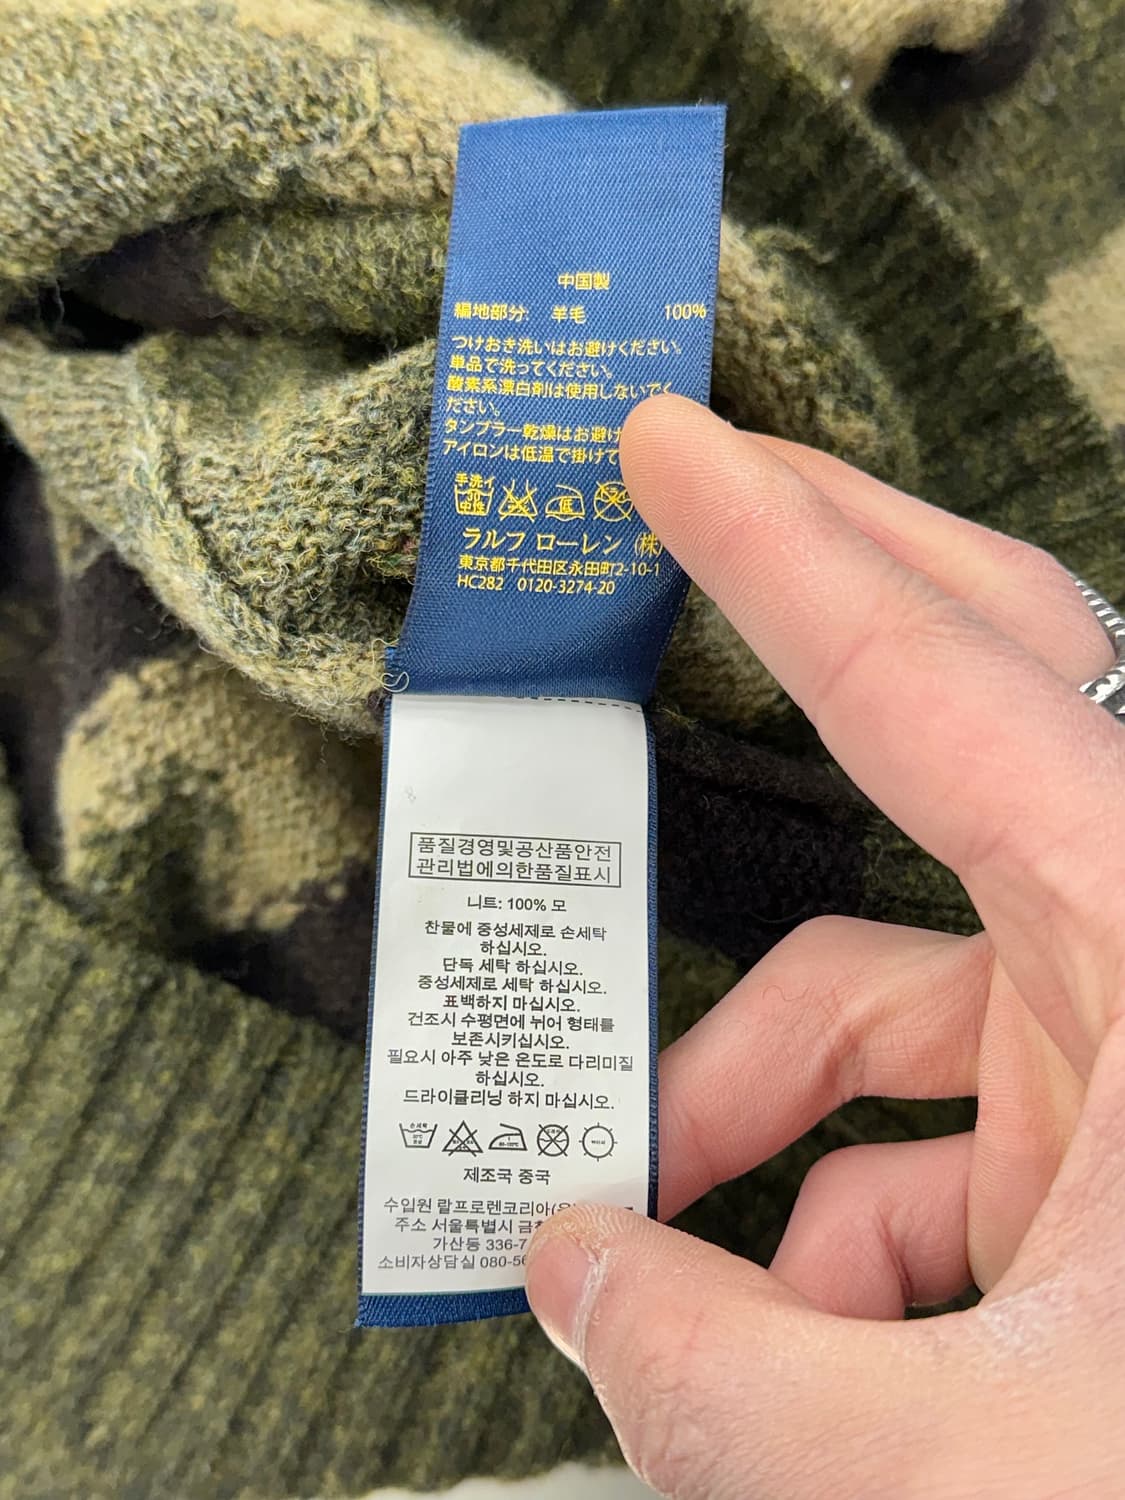 中国製
編地部分: 羊毛 100%
つけおき洗いはお避けください。
単品で洗ってください。
酸素系漂白剤は使用しないでく
ださい。
タンブラー乾燥はお避け
アイロンは低温で掛けて
手洗イ
30
中性
低
ラルフ ローレン (株)
東京都千代田区永田町2-10-1
HC282 0120-3274-20
품질경영및공산품안전
관리법에의한품질표시
니트: 100% 모
찬물에 중성세제로 손세탁
하십시오.
단독 세탁 하십시오.
중성세제로 세탁 하십시오.
표백하지 마십시오.
건조시 수평면에 뉘어 형태를
보존시키십시오.
필요시 아주 낮은 온도로 다리미질
하십시오.
드라이클리닝 하지 마십시오.
손세탁
제조국 중국
수입원 랄프로렌코리아(유)
주소 서울특별시 금천
가산동 336-7
소비자상담실 080-56